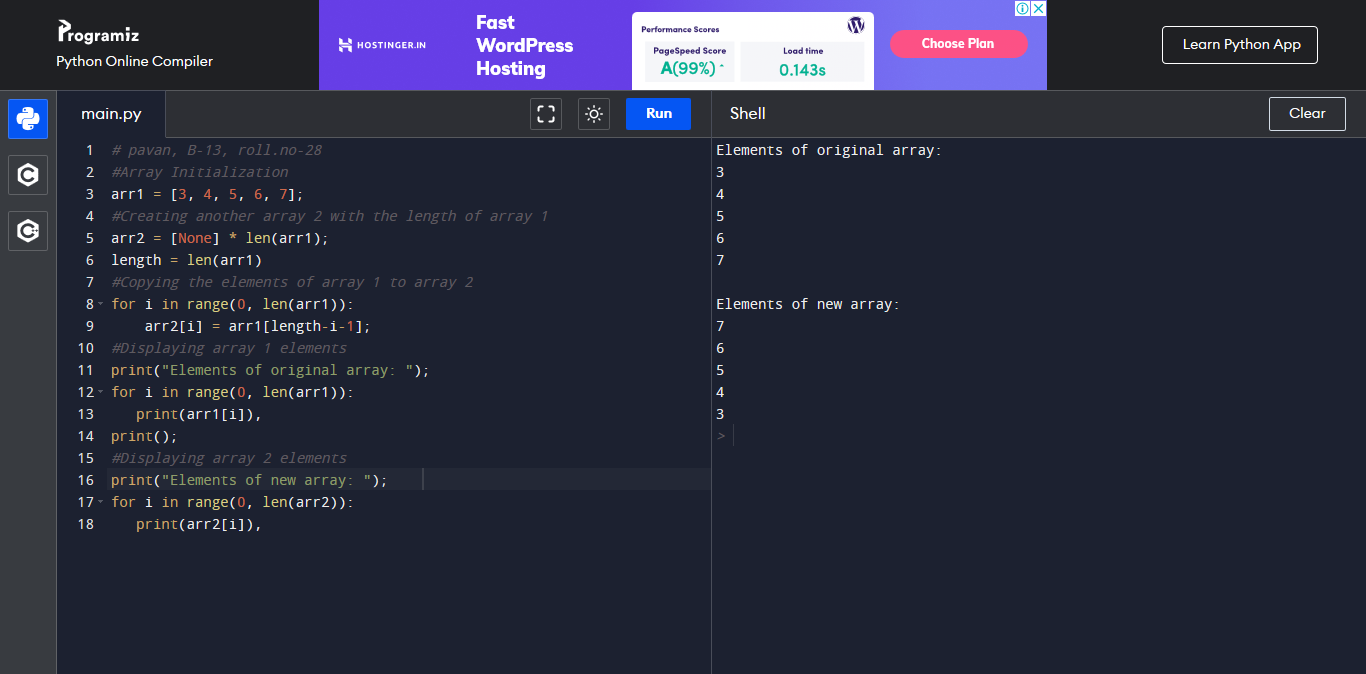 Programiz
Python Online Compiler
HOSTINGER.IN
Fast
WordPress
Hosting
Performance Scores
PageSpeed Score
A(99%)
Load time
0.143s
Choose Plan
Learn Python App
main.py
Run
1 # pavan, B-13, roll.no-28
2 #Array Initialization
3 arr1 = [3, 4, 5, 6, 7];
4 #Creating another array 2 with the length of array 1
5 arr2 = [None] * len(arr1);
6 length = len(arr1)
7 #Copying the elements of array 1 to array 2
8 for i in range(0, len(arr1)):
9     arr2[i] = arr1[length-i-1];
10 #Displaying array 1 elements
11 print("Elements of original array: ");
12 for i in range(0, len(arr1)):
13    print(arr1[i]),
14 print();
15 #Displaying array 2 elements
16 print("Elements of new array: ");
17 for i in range(0, len(arr2)):
18    print(arr2[i]),
Shell
Clear
Elements of original array:
3
4
5
6
7
Elements of new array:
7
6
5
4
3
>